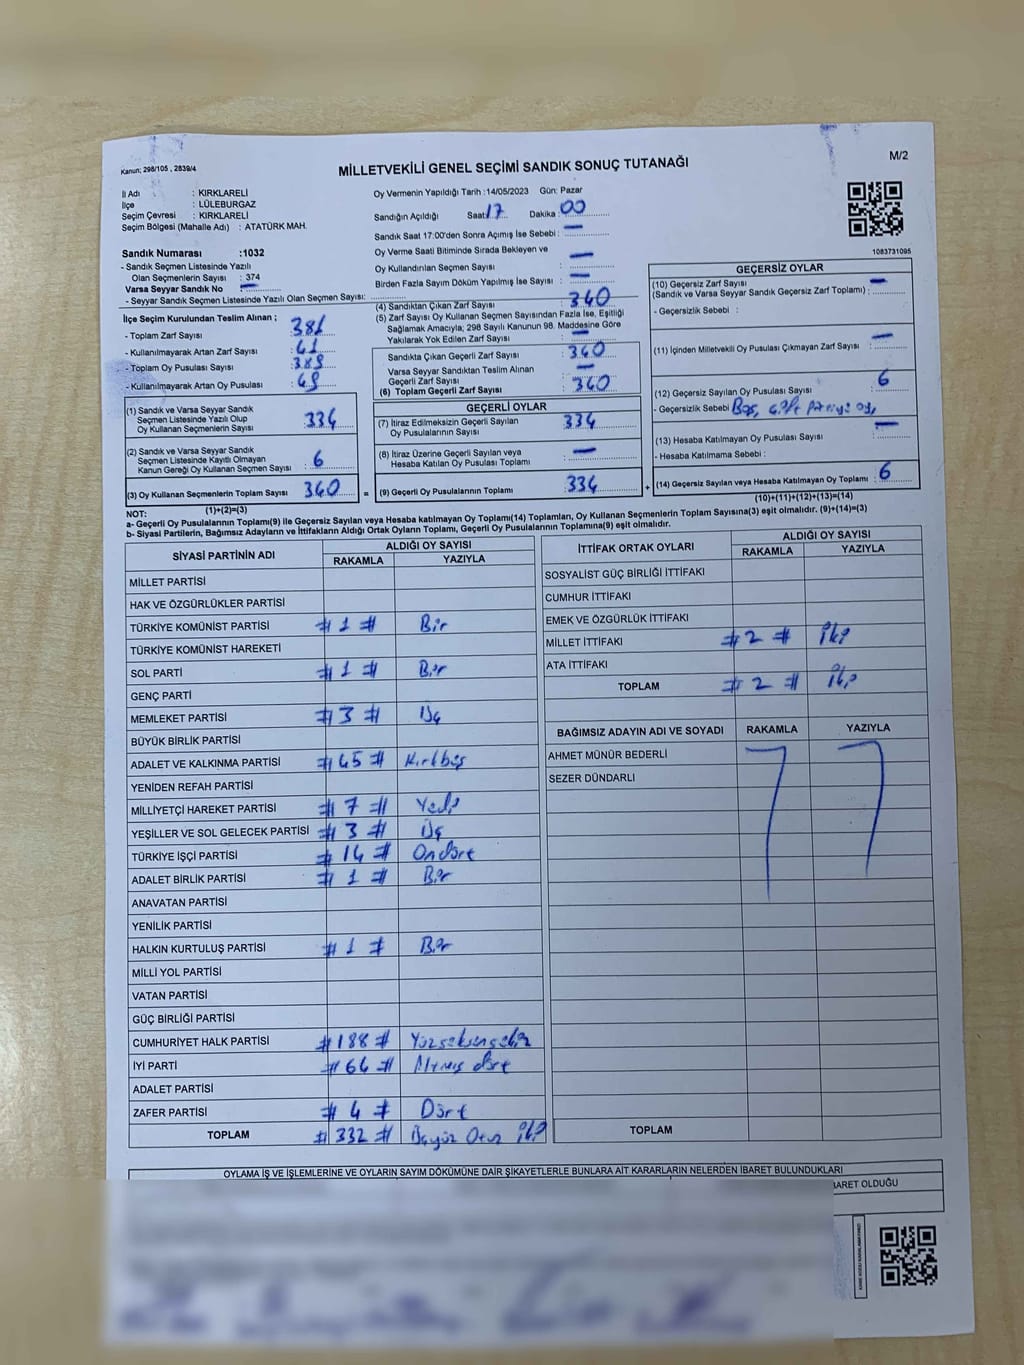 Kanun; 298/105 , 2839/4
MİLLETVEKİLİ GENEL SEÇİMİ SANDIK SONUÇ TUTANAĞI
M/2
İl Adı : KIRKLARELİ
İlçe : LÜLEBURGAZ
Seçim Çevresi : KIRKLARELİ
Seçim Bölgesi (Mahalle Adı) : ATATÜRK MAH.
Sandık Numarası :1032
- Sandık Seçmen Listesinde Yazılı
Olan Seçmenlerin Sayısı : 374
Varsa Seyyar Sandık No : —
- Seyyar Sandık Seçmen Listesinde Yazılı Olan Seçmen Sayısı:
Oy Vermenin Yapıldığı Tarih :14/05/2023 Gün: Pazar
Sandığın Açıldığı Saat: 17 Dakika : 00
Sandık Saat 17:00'den Sonra Açımış İse Sebebi : —
Oy Verme Saati Bitiminde Sırada Bekleyen ve
Oy Kullandırılan Seçmen Sayısı : —
Birden Fazla Sayım Döküm Yapılmış İse Sayısı : —
1083731095
İlçe Seçim Kurulundan Teslim Alınan ;
- Toplam Zarf Sayısı : 381
- Kullanılmayarak Artan Zarf Sayısı : 41
- Toplam Oy Pusulası Sayısı : 389
- Kullanılmayarak Artan Oy Pusulası : 49
(1) Sandık ve Varsa Seyyar Sandık
Seçmen Listesinde Yazılı Olup
Oy Kullanan Seçmenlerin Sayısı : 334
(2) Sandık ve Varsa Seyyar Sandık
Seçmen Listesinde Kayıtlı Olmayan
Kanun Gereği Oy Kullanan Seçmen Sayısı : 6
(3) Oy Kullanan Seçmenlerin Toplam Sayısı 340 =
(1)+(2)=(3)
(4) Sandıktan Çıkan Zarf Sayısı : 340
(5) Zarf Sayısı Oy Kullanan Seçmen Sayısından Fazla İse, Eşitliği
Sağlamak Amacıyla; 298 Sayılı Kanunun 98. Maddesine Göre
Yakılarak Yok Edilen Zarf Sayısı : —
Sandıkta Çıkan Geçerli Zarf Sayısı : 340
Varsa Seyyar Sandıktan Teslim Alınan
Geçerli Zarf Sayısı : —
(6) Toplam Geçerli Zarf Sayısı : 340
GEÇERLİ OYLAR
(7) İtiraz Edilmeksizin Geçerli Sayılan
Oy Pusulalarının Sayısı : 334
(8) İtiraz Üzerine Geçerli Sayılan veya
Hesaba Katılan Oy Pusulası Toplamı : —
(9) Geçerli Oy Pusulalarının Toplamı : 334 +
GEÇERSİZ OYLAR
(10) Geçersiz Zarf Sayısı : —
(Sandık ve Varsa Seyyar Sandık Geçersiz Zarf Toplamı)
- Geçersizlik Sebebi :
(11) İçinden Milletvekili Oy Pusulası Çıkmayan Zarf Sayısı : —
(12) Geçersiz Sayılan Oy Pusulası Sayısı : 6
- Geçersizlik Sebebi : Boş,
(13) Hesaba Katılmayan Oy Pusulası Sayısı : —
- Hesaba Katılmama Sebebi :
(14) Geçersiz Sayılan veya Hesaba Katılmayan Oy Toplamı : 6
(10)+(11)+(12)+(13)=(14)
NOT:
a- Geçerli Oy Pusulalarının Toplamı(9) ile Geçersiz Sayılan veya Hesaba katılmayan Oy Toplamı(14) Toplamları, Oy Kullanan Seçmenlerin Toplam Sayısına(3) eşit olmalıdır. (9)+(14)=(3)
b- Siyasi Partilerin, Bağımsız Adayların ve İttifakların Aldığı Ortak Oyların Toplamı, Geçerli Oy Pusulalarının Toplamına(9) eşit olmalıdır.
SİYASİ PARTİNİN ADI ALDIĞI OY SAYISI
RAKAMLA YAZIYLA
MİLLET PARTİSİ
HAK VE ÖZGÜRLÜKLER PARTİSİ
TÜRKİYE KOMÜNİST PARTİSİ # 1 # Bir
TÜRKİYE KOMÜNİST HAREKETİ
SOL PARTİ # 1 # Bir
GENÇ PARTİ
MEMLEKET PARTİSİ # 3 # Üç
BÜYÜK BİRLİK PARTİSİ
ADALET VE KALKINMA PARTİSİ # 45 # Kırkbeş
YENİDEN REFAH PARTİSİ
MİLLİYETÇİ HAREKET PARTİSİ # 7 # Yedi
YEŞİLLER VE SOL GELECEK PARTİSİ # 3 # Üç
TÜRKİYE İŞÇİ PARTİSİ # 14 # Ondört
ADALET BİRLİK PARTİSİ # 1 # Bir
ANAVATAN PARTİSİ
YENİLİK PARTİSİ
HALKIN KURTULUŞ PARTİSİ # 1 # Bir
MİLLİ YOL PARTİSİ
VATAN PARTİSİ
GÜÇ BİRLİĞİ PARTİSİ
CUMHURİYET HALK PARTİSİ # 188 # Yüzseksensekiz
İYİ PARTİ # 64 # Altmış dört
ADALET PARTİSİ
ZAFER PARTİSİ # 4 # Dört
TOPLAM # 332 # Üçyüz Otuz İki
İTTİFAK ORTAK OYLARI ALDIĞI OY SAYISI
RAKAMLA YAZIYLA
SOSYALİST GÜÇ BİRLİĞİ İTTİFAKI
CUMHUR İTTİFAKI
EMEK VE ÖZGÜRLÜK İTTİFAKI
MİLLET İTTİFAKI # 2 # İki
ATA İTTİFAKI
TOPLAM # 2 # İki
BAĞIMSIZ ADAYIN ADI VE SOYADI RAKAMLA YAZIYLA
AHMET MÜNÜR BEDERLİ
SEZER DÜNDARLI
TOPLAM
OYLAMA İŞ VE İŞLEMLERİNE VE OYLARIN SAYIM DÖKÜMÜNE DAİR ŞİKAYETLERLE BUNLARA AİT KARARLARIN NELERDEN İBARET BULUNDUKLARI
BARET OLDUĞU